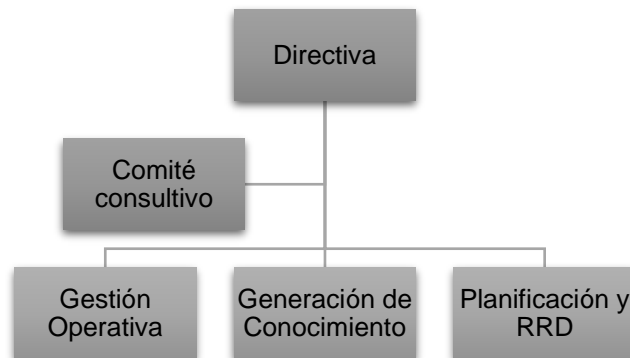 Directiva
Comité
consultivo
Gestión
Operativa
Generación de
Conocimiento
Planificación y
RRD